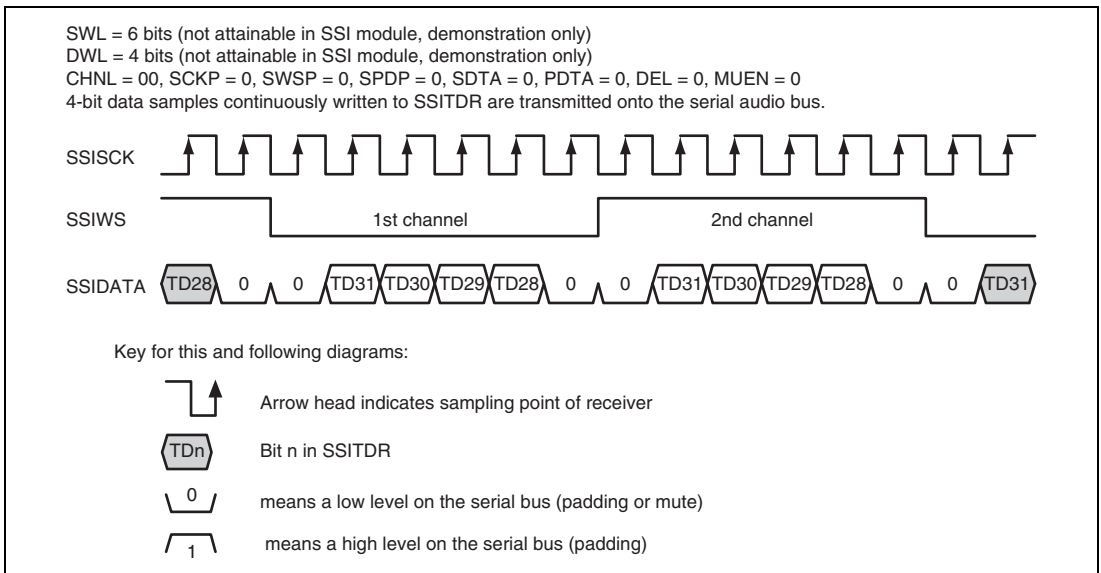 SWL = 6 bits (not attainable in SSI module, demonstration only)
DWL = 4 bits (not attainable in SSI module, demonstration only)
CHNL = 00, SCKP = 0, SWSP = 0, SPDP = 0, SDTA = 0, PDTA = 0, DEL = 0, MUEN = 0
4-bit data samples continuously written to SSITDR are transmitted onto the serial audio bus.
SSISCK
SSIWS 1st channel 2nd channel
SSIDATA TD28 0 0 TD31 TD30 TD29 TD28 0 0 TD31 TD30 TD29 TD28 0 0 TD31
Key for this and following diagrams:
Arrow head indicates sampling point of receiver
TDn Bit n in SSITDR
0 means a low level on the serial bus (padding or mute)
1 means a high level on the serial bus (padding)